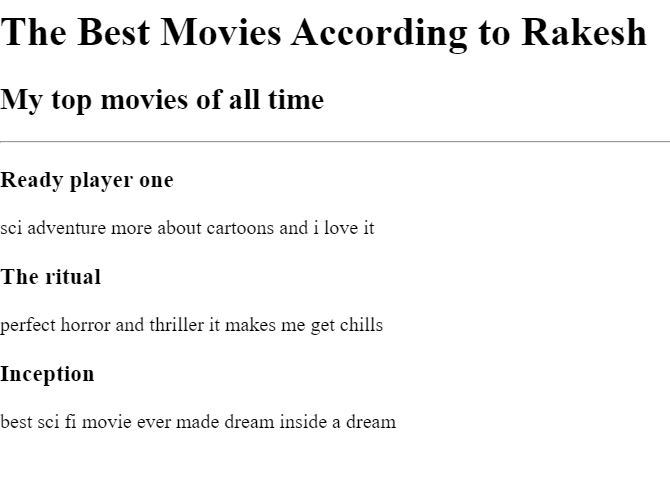 The Best Movies According to Rakesh
My top movies of all time
Ready player one
sci adventure more about cartoons and i love it
The ritual
perfect horror and thriller it makes me get chills
Inception
best sci fi movie ever made dream inside a dream